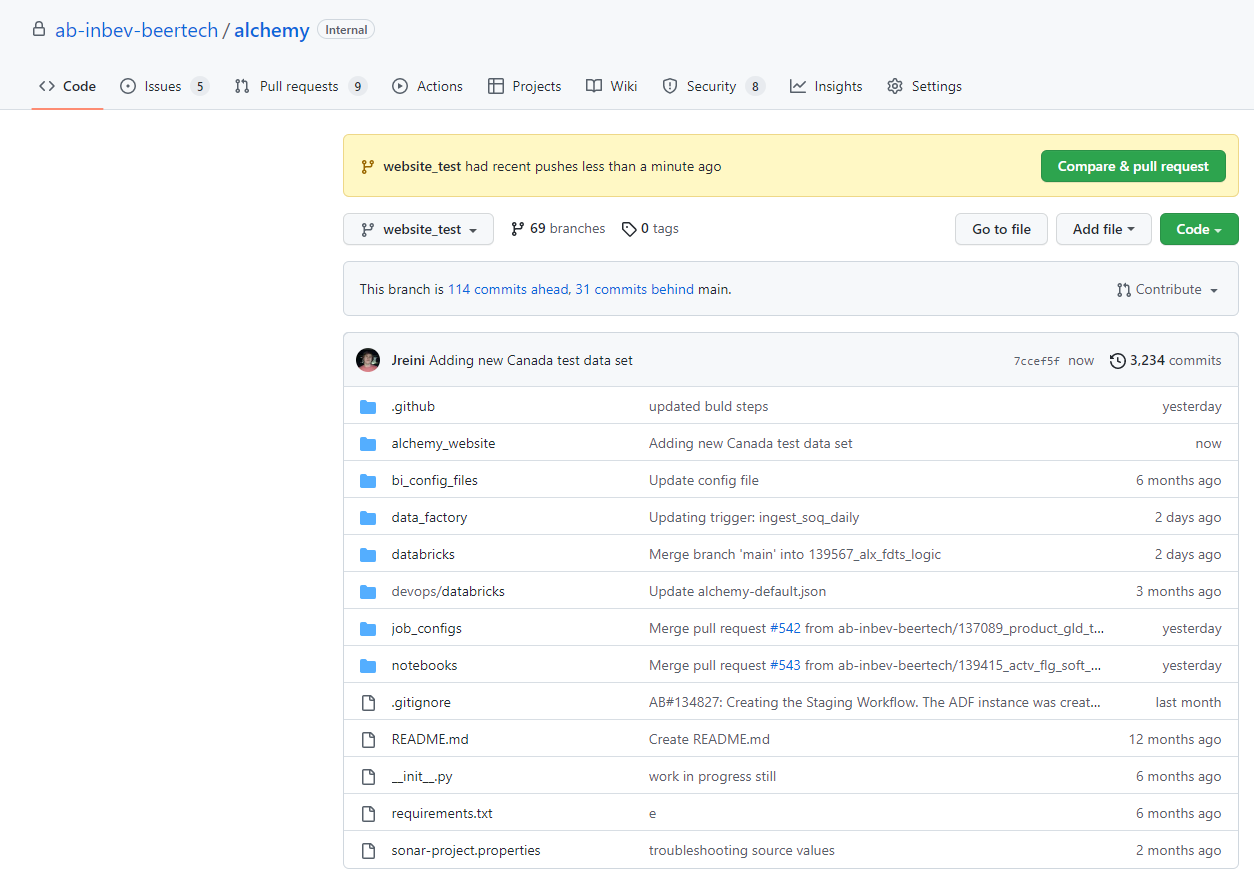 ab-inbev-beertech / alchemy Internal
Code Issues 5 Pull requests 9 Actions Projects Wiki Security 8 Insights Settings
website_test had recent pushes less than a minute ago Compare & pull request
website_test 69 branches 0 tags Go to file Add file Code
This branch is 114 commits ahead, 31 commits behind main. Contribute
Jreini Adding new Canada test data set 7ccef5f now 3,234 commits
.github updated buld steps yesterday
alchemy_website Adding new Canada test data set now
bi_config_files Update config file 6 months ago
data_factory Updating trigger: ingest_soq_daily 2 days ago
databricks Merge branch 'main' into 139567_alx_fdts_logic 2 days ago
devops/databricks Update alchemy-default.json 3 months ago
job_configs Merge pull request #542 from ab-inbev-beertech/137089_product_gld_t... yesterday
notebooks Merge pull request #543 from ab-inbev-beertech/139415_actv_flg_soft_... yesterday
.gitignore AB#134827: Creating the Staging Workflow. The ADF instance was creat... last month
README.md Create README.md 12 months ago
__init__.py work in progress still 6 months ago
requirements.txt e 6 months ago
sonar-project.properties troubleshooting source values 2 months ago